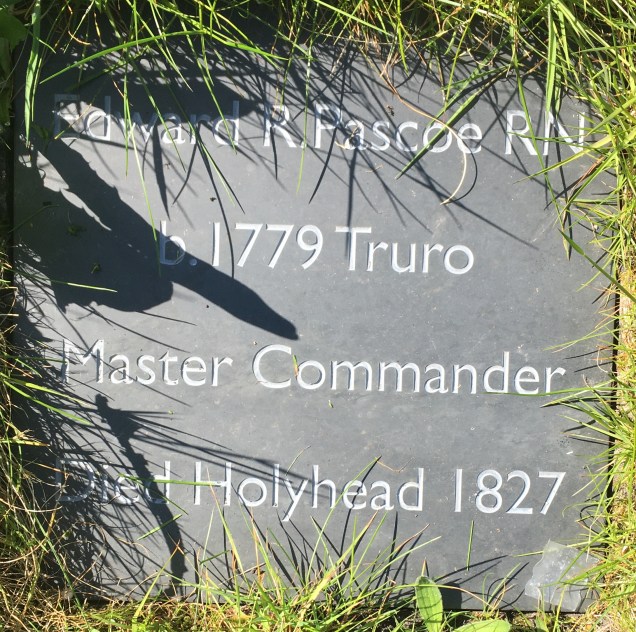 Edward R.Pascoe RN
b.1779 Truro
Master Commander
Died Holyhead 1827